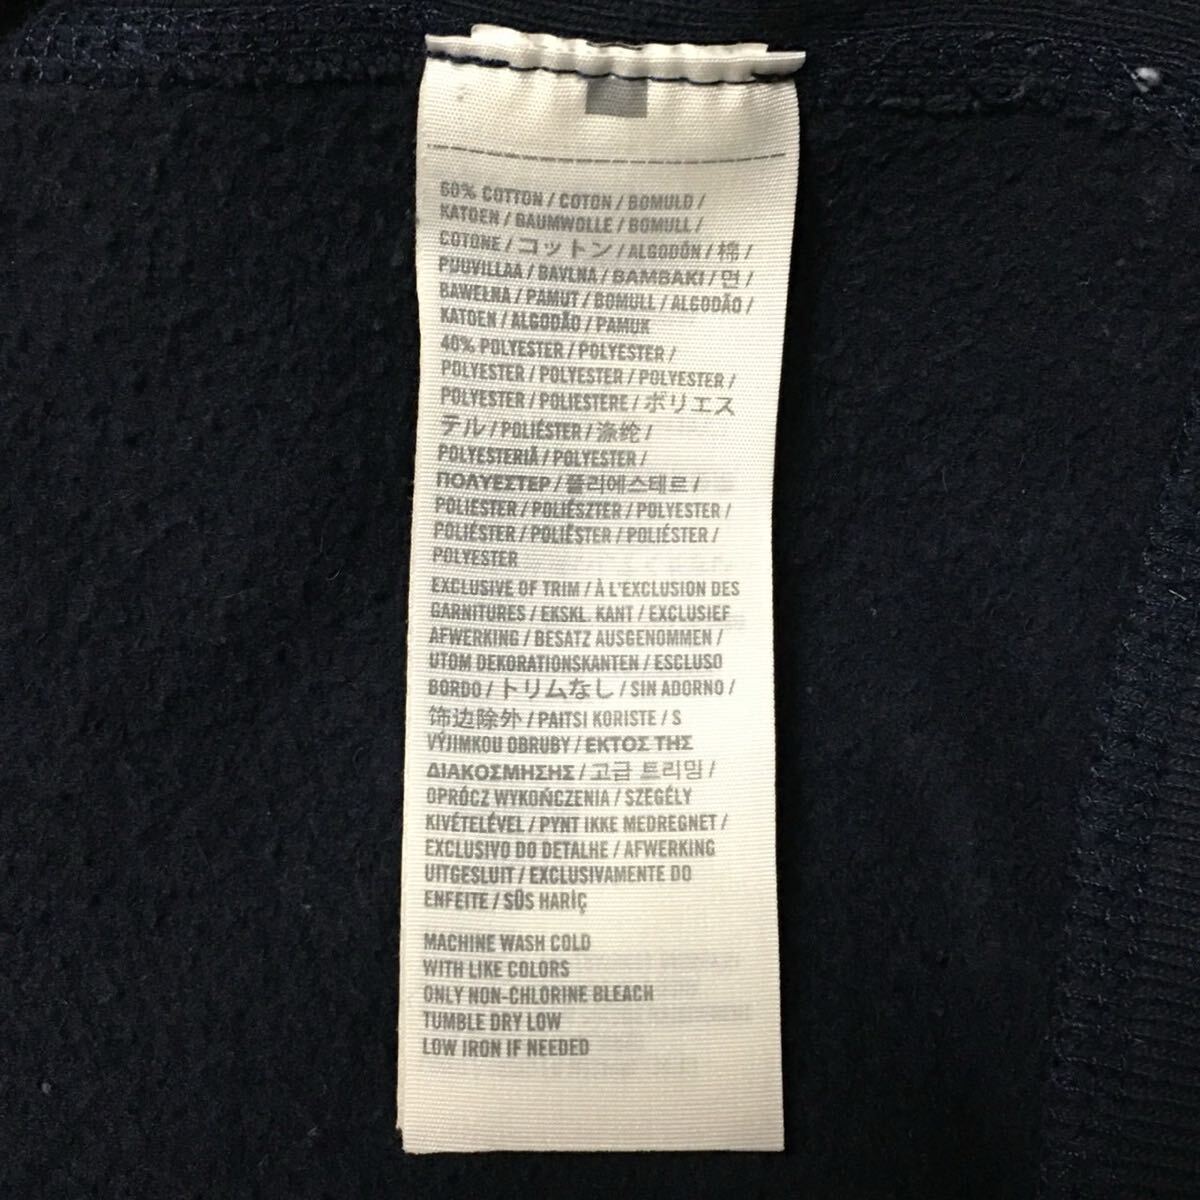 60% COTTON / COTON / BOMULD /
KATOEN / BAUMWOLLE / BOMULL /
COTONE / コットン / ALGODÓN / 棉 /
PUUVILLAA / BAVLNA / BAMBAKI / 면 /
BAWEŁNA / PAMUT / BOMULL / ALGODÃO /
KATOEN / ALGODÃO / PAMUK
40% POLYESTER / POLYESTER /
POLYESTER / POLYESTER / POLYESTER /
POLYESTER / POLIESTERE / ポリエス
テル / POLIÉSTER / 涤纶 /
POLYESTERIÄ / POLYESTER /
ΠΟΛΥΕΣΤΕΡ / 폴리에스테르 /
POLIESTER / POLIÉSZTER / POLYESTER /
POLIÉSTER / POLIËSTER / POLIÉSTER /
POLYESTER
EXCLUSIVE OF TRIM / À L'EXCLUSION DES
GARNITURES / EKSKL. KANT / EXCLUSIEF
AFWERKING / BESATZ AUSGENOMMEN /
UTOM DEKORATIONSKANTEN / ESCLUSO
BORDO / トリムなし / SIN ADORNO /
饰边除外 / PAITSI KORISTE / S
VÝJIMKOU OBRUBY / ΕΚΤΟΣ ΤΗΣ
ΔΙΑΚΟΣΜΗΣΗΣ / 고급 트리밍 /
OPRÓCZ WYKOŃCZENIA / SZEGÉLY
KIVÉTELÉVEL / PYNT IKKE MEDREGNET /
EXCLUSIVO DO DETALHE / AFWERKING
UITGESLUIT / EXCLUSIVAMENTE DO
ENFEITE / SÜS HARİÇ
MACHINE WASH COLD
WITH LIKE COLORS
ONLY NON-CHLORINE BLEACH
TUMBLE DRY LOW
LOW IRON IF NEEDED